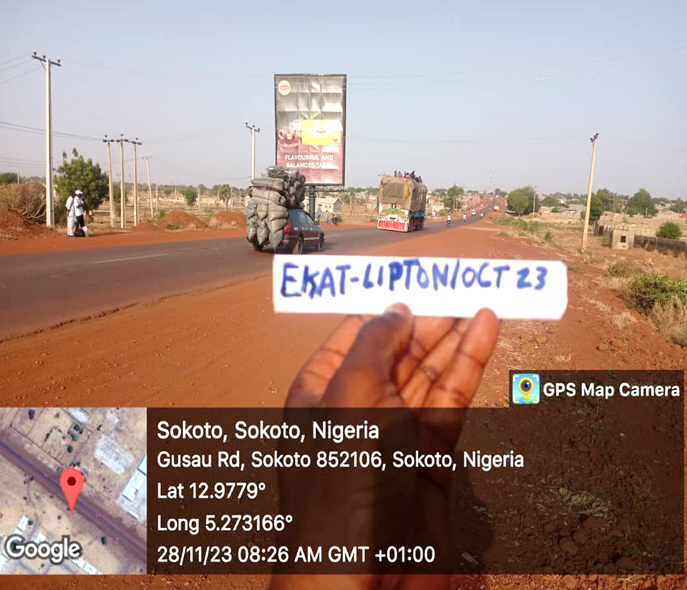 FLAVOURFUL AND
BALANCED TASTE
EKAT-LIPTON/OCT 23
GPS Map Camera
Sokoto, Sokoto, Nigeria
Gusau Rd, Sokoto 852106, Sokoto, Nigeria
Lat 12.9779°
Long 5.273166°
28/11/23 08:26 AM GMT +01:00
Google